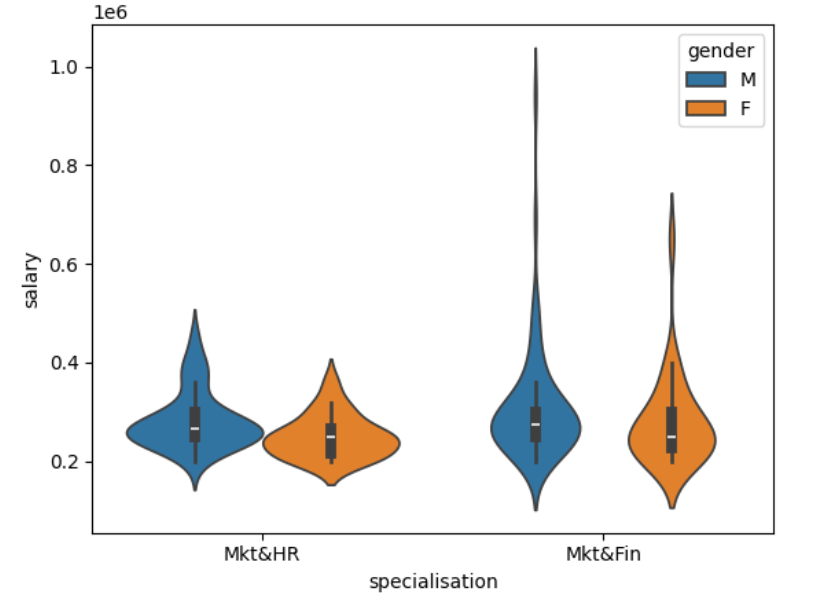 1e6
gender
M
F
1.0
0.8
0.6
0.4
0.2
salary
Mkt&HR
Mkt&Fin
specialisation